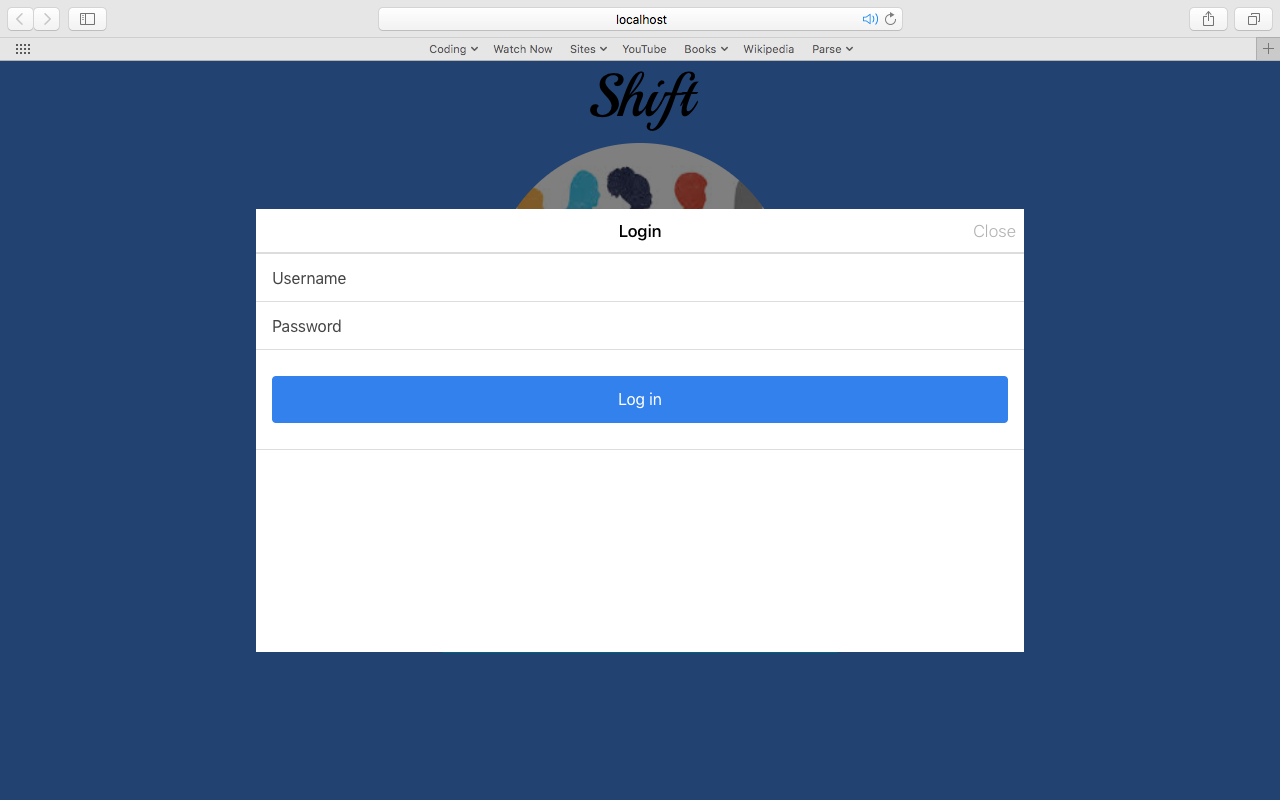 localhost
Coding Watch Now Sites YouTube Books Wikipedia Parse
Shift
Login Close
Username
Password
Log in